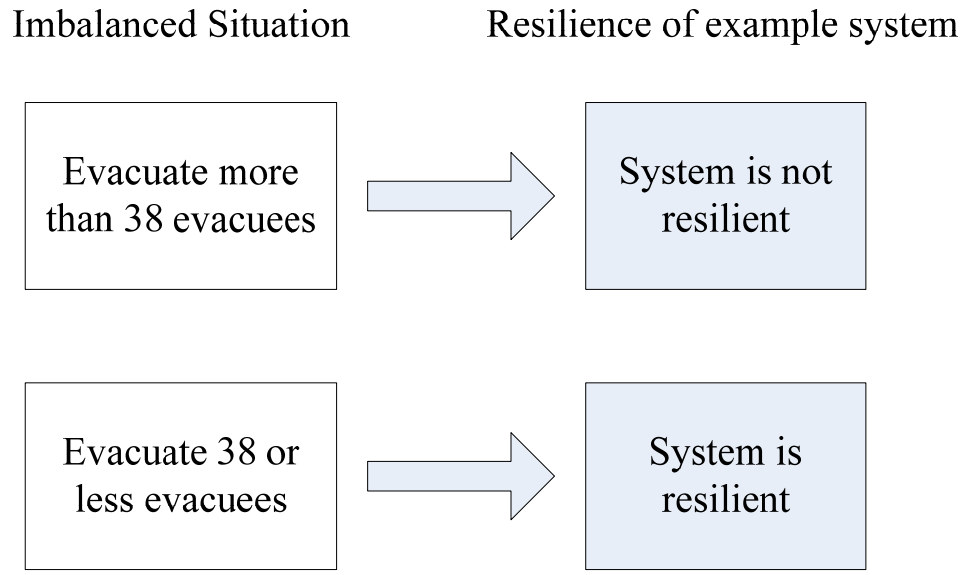 Imbalanced Situation
Resilience of example system
Evacuate more
than 38 evacuees
System is not
resilient
Evacuate 38 or
less evacuees
System is
resilient